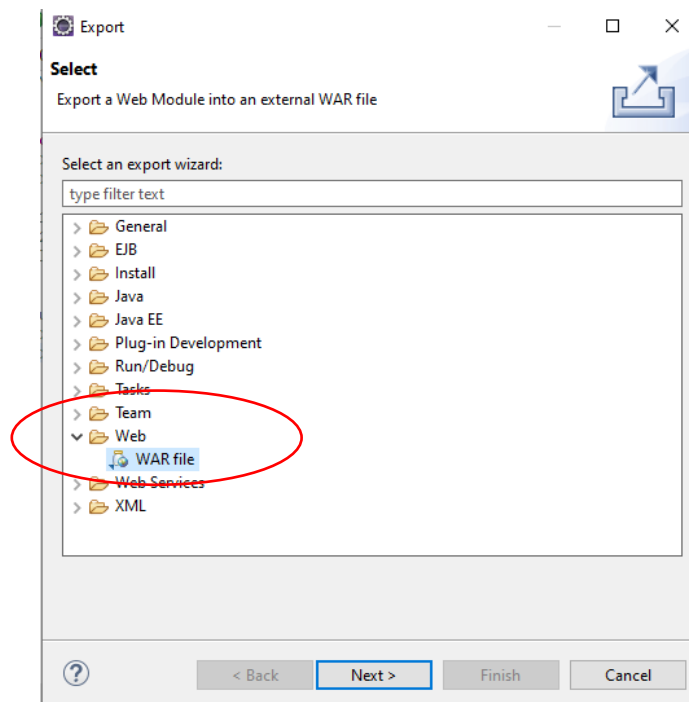 Export
Select
Export a Web Module into an external WAR file
Select an export wizard:
type filter text
General
EJB
Install
Java
Java EE
Plug-in Development
Run/Debug
Tasks
Team
Web
WAR file
Web Services
XML
?
< Back Next > Finish Cancel